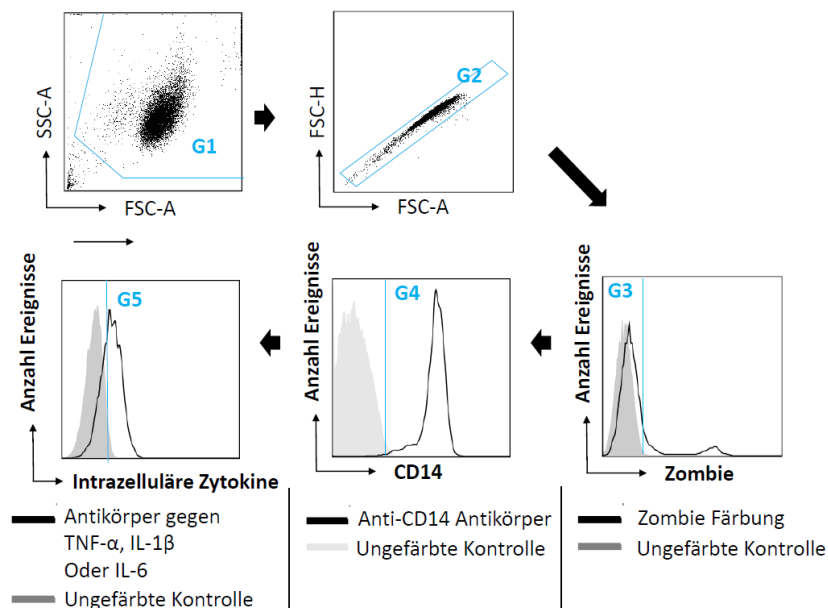 SSC-A
G1
FSC-A
FSC-H
G2
FSC-A
Anzahl Ereignisse
G5
Intrazelluläre Zytokine
Anzahl Ereignisse
G4
CD14
Anzahl Ereignisse
G3
Zombie
Antikörper gegen
TNF-α, IL-1β
Oder IL-6
Ungefärbte Kontrolle
Anti-CD14 Antikörper
Ungefärbte Kontrolle
Zombie Färbung
Ungefärbte Kontrolle